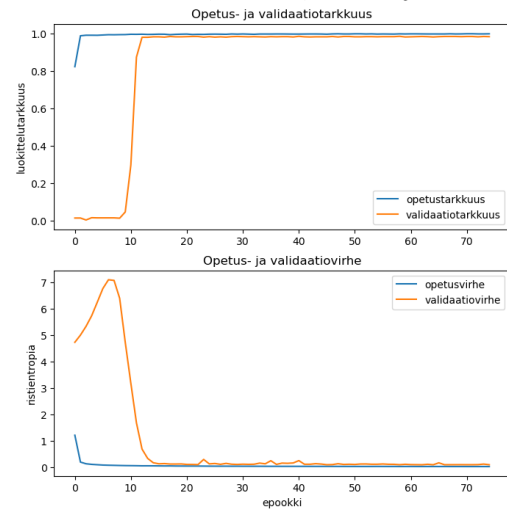 Opetus- ja validaatiotarkkuus
luokittelutarkkuus
1.0
0.8
0.6
0.4
0.2
0.0
opetustarkkuus
validaatiotarkkuus
0 10 20 30 40 50 60 70
Opetus- ja validaatiovirhe
ristientropia
7
6
5
4
3
2
1
0
opetusvirhe
validaatiovirhe
0 10 20 30 40 50 60 70
epookki